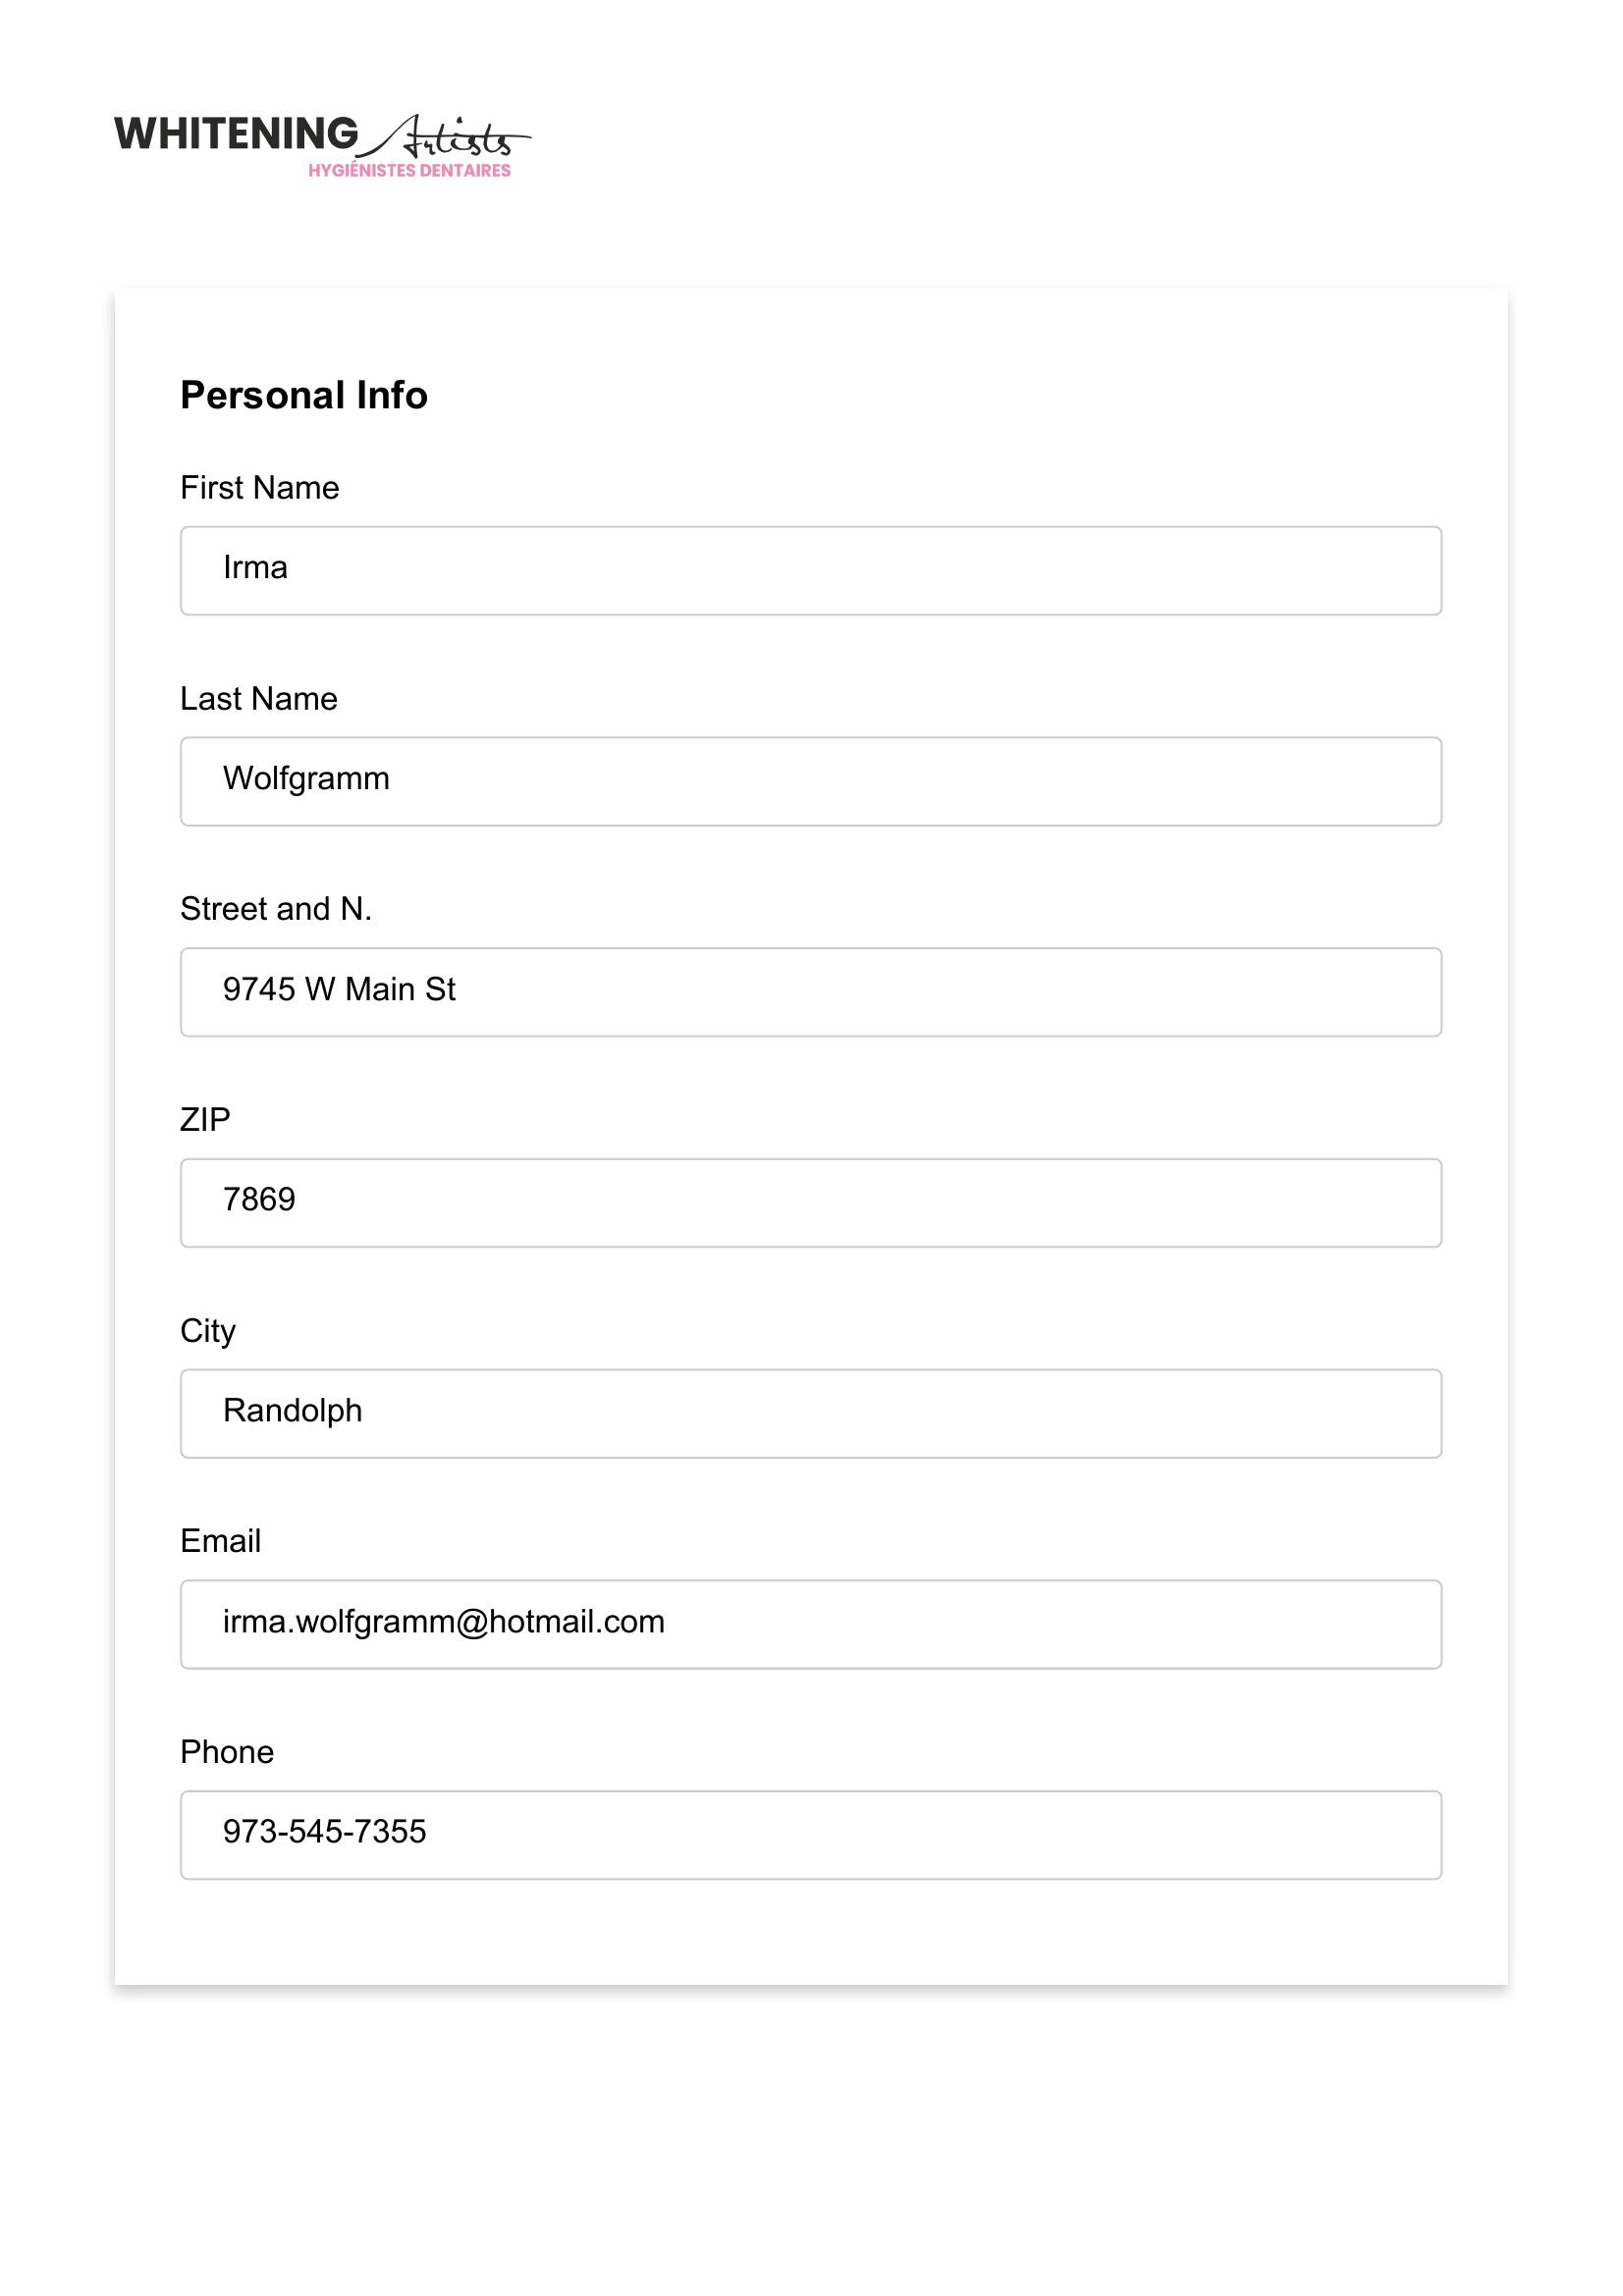 WHITENING Artists
HYGIÉNISTES DENTAIRES
Personal Info
First Name
Irma
Last Name
Wolfgramm
Street and N.
9745 W Main St
ZIP
7869
City
Randolph
Email
irma.wolfgramm@hotmail.com
Phone
973-545-7355